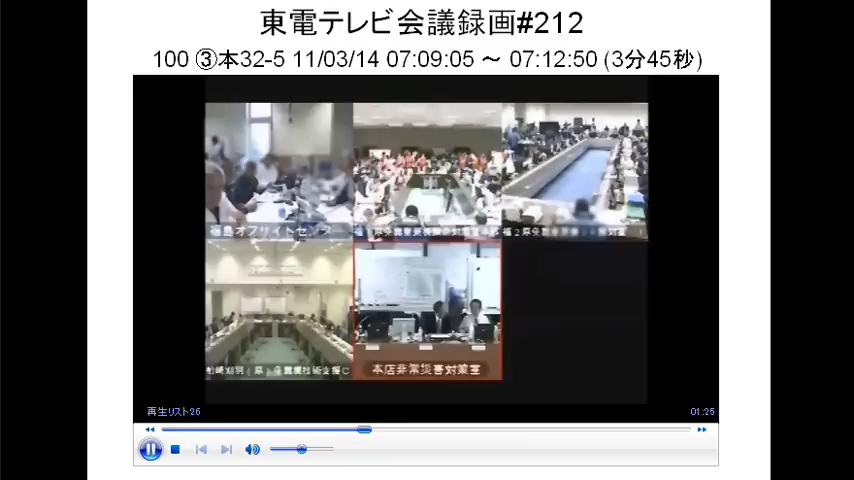 東電テレビ会議録画#212
100 ③本32-5 11/03/14 07:09:05 ～ 07:12:50 (3分45秒)
福島オフサイトセンタ
本店非常災害対策室
再生リスト26
01:25